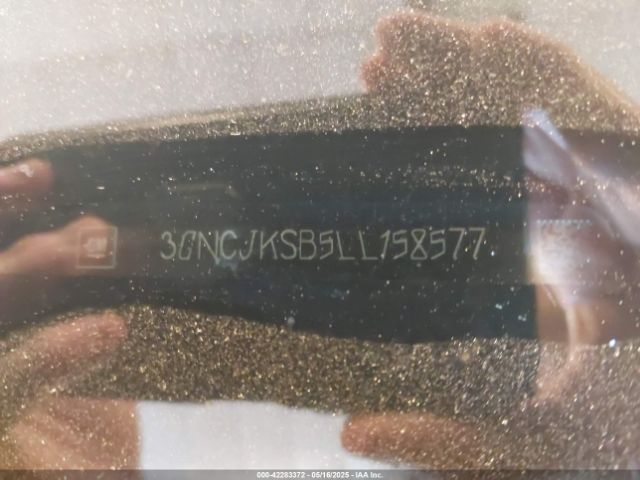 3GNCJKSB5LL158577
000-42283372 - 05/16/2025 - IAA Inc.